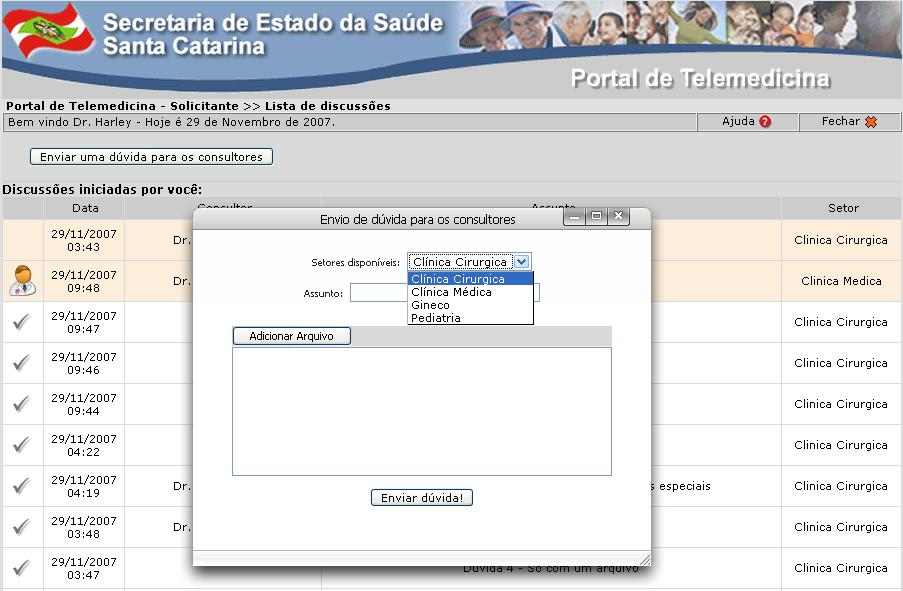 Secretaria de Estado da Saúde
Santa Catarina
Portal de Telemedicina
Portal de Telemedicina - Solicitante >> Lista de discussões
Bem vindo Dr. Harley - Hoje é 29 de Novembro de 2007.
Ajuda
Fechar
Enviar uma dúvida para os consultores
Discussões iniciadas por você:
Data
Setor
Envio de dúvida para os consultores
Setores disponíveis:
Clínica Cirurgica
Clínica Cirurgica
Clínica Médica
Gineco
Pediatria
Assunto:
Adicionar Arquivo
Enviar dúvida!
29/11/2007
03:43
Dr.
Clinica Cirurgica
29/11/2007
09:48
Dr.
Clinica Medica
29/11/2007
09:47
Clinica Cirurgica
29/11/2007
09:46
Clinica Cirurgica
29/11/2007
09:44
Clinica Cirurgica
29/11/2007
04:22
Clinica Cirurgica
29/11/2007
04:19
Dr.
s especiais
Clinica Cirurgica
29/11/2007
03:48
Dr.
Clinica Cirurgica
29/11/2007
03:47
Dúvida 4 - Só com um arquivo
Clinica Cirurgica